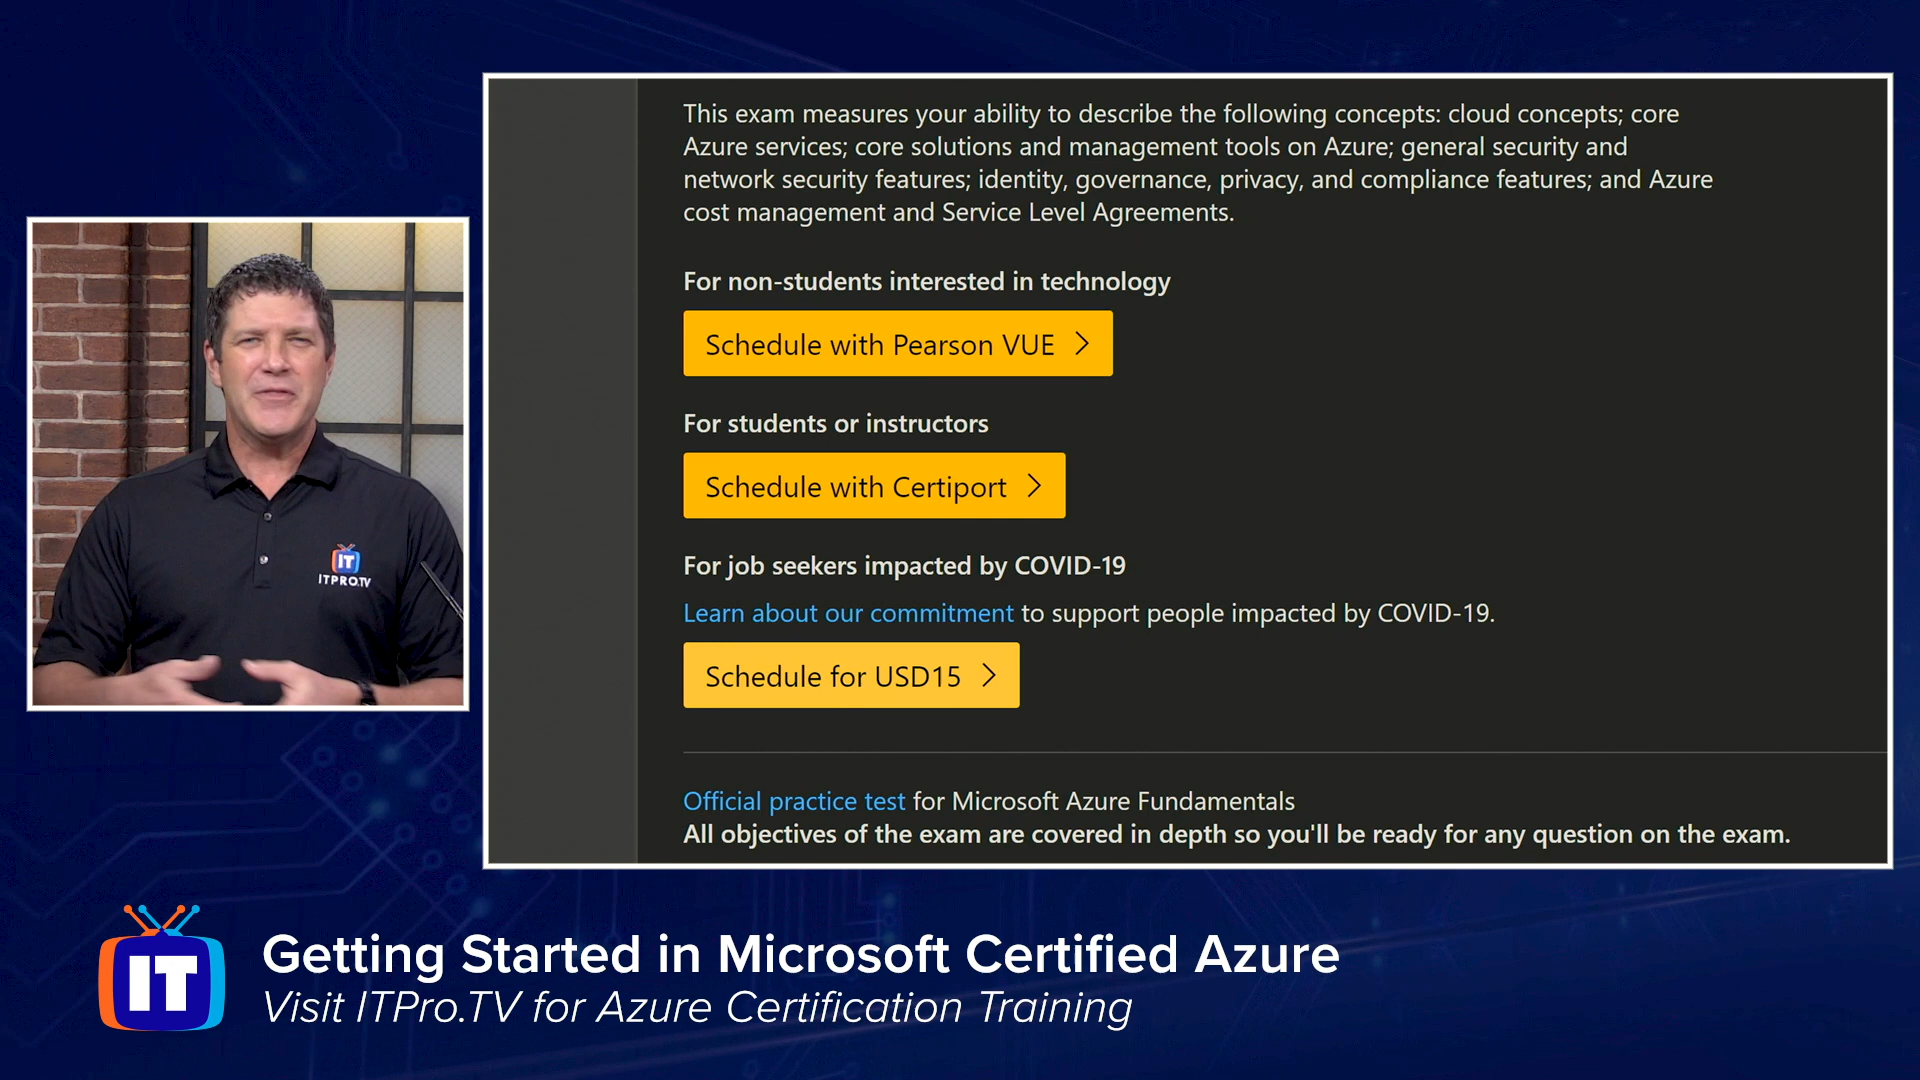 This exam measures your ability to describe the following concepts: cloud concepts; core
Azure services; core solutions and management tools on Azure; general security and
network security features; identity, governance, privacy, and compliance features; and Azure
cost management and Service Level Agreements.
For non-students interested in technology
Schedule with Pearson VUE
For students or instructors
Schedule with Certiport
For job seekers impacted by COVID-19
Learn about our commitment to support people impacted by COVID-19.
Schedule for USD15
Official practice test for Microsoft Azure Fundamentals
All objectives of the exam are covered in depth so you'll be ready for any question on the exam.
IT
ITPRO.TV
IT
Getting Started in Microsoft Certified Azure
Visit ITPro.TV for Azure Certification Training